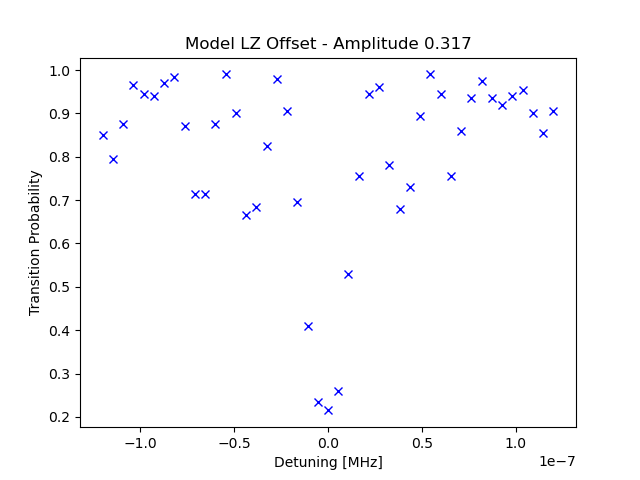 Model LZ Offset - Amplitude 0.317
1.0
0.9
0.8
0.7
0.6
0.5
0.4
0.3
0.2
Transition Probability
−1.0 −0.5 0.0 0.5 1.0
1e−7
Detuning [MHz]